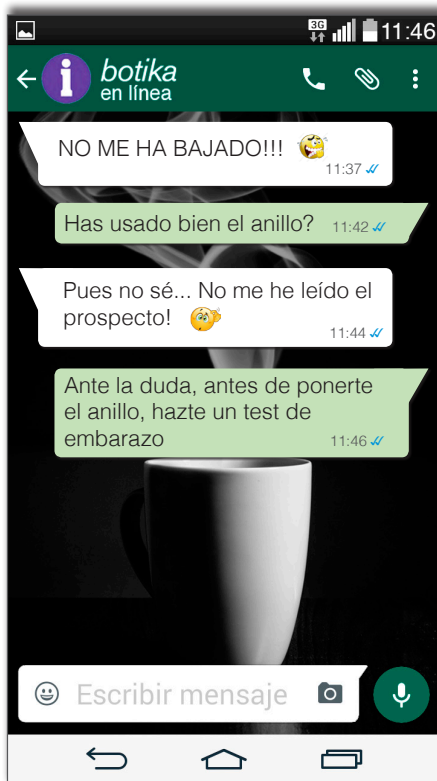 3G 11:46
botika
en línea
NO ME HA BAJADO!!!
11:37
Has usado bien el anillo? 11:42
Pues no sé... No me he leído el
prospecto!
11:44
Ante la duda, antes de ponerte
el anillo, hazte un test de
embarazo 11:46
Escribir mensaje